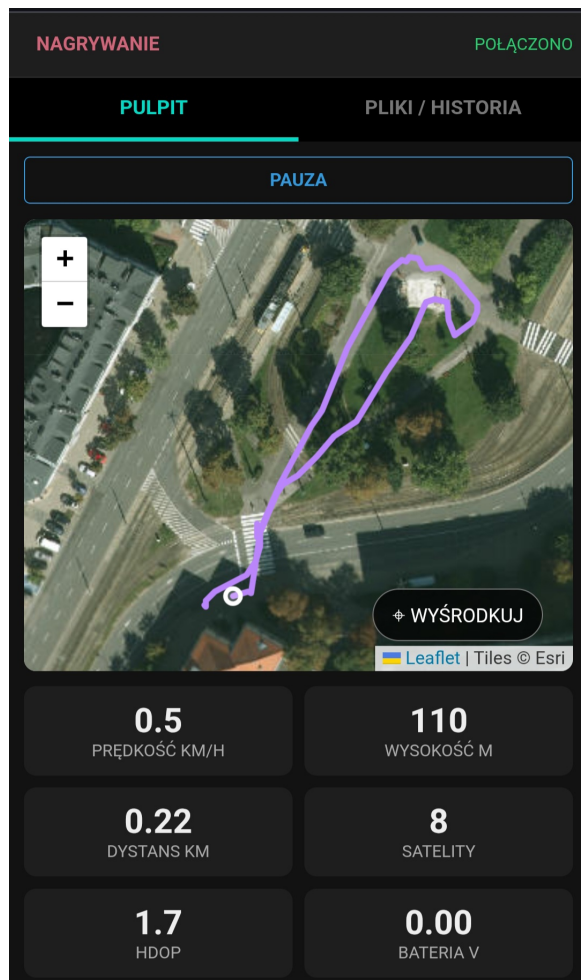 NAGRYWANIE
POŁĄCZONO
PULPIT
PLIKI / HISTORIA
PAUZA
+
−
⌖ WYŚRODKUJ
Leaflet | Tiles © Esri
0.5
PRĘDKOŚĆ KM/H
110
WYSOKOŚĆ M
0.22
DYSTANS KM
8
SATELITY
1.7
HDOP
0.00
BATERIA V